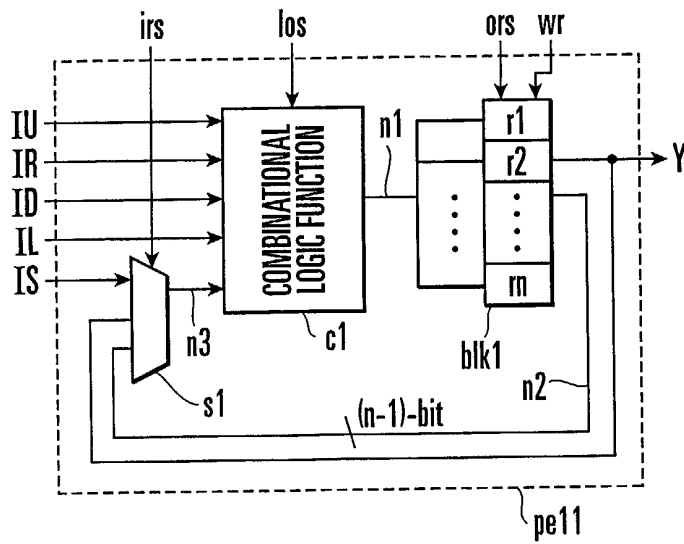 irs
los
ors
wr
IU
IR
ID
IL
IS
COMBINATIONAL
LOGIC FUNCTION
n1
r1
r2
rn
Y
n3
c1
blk1
n2
s1
(n-1)-bit
pe11